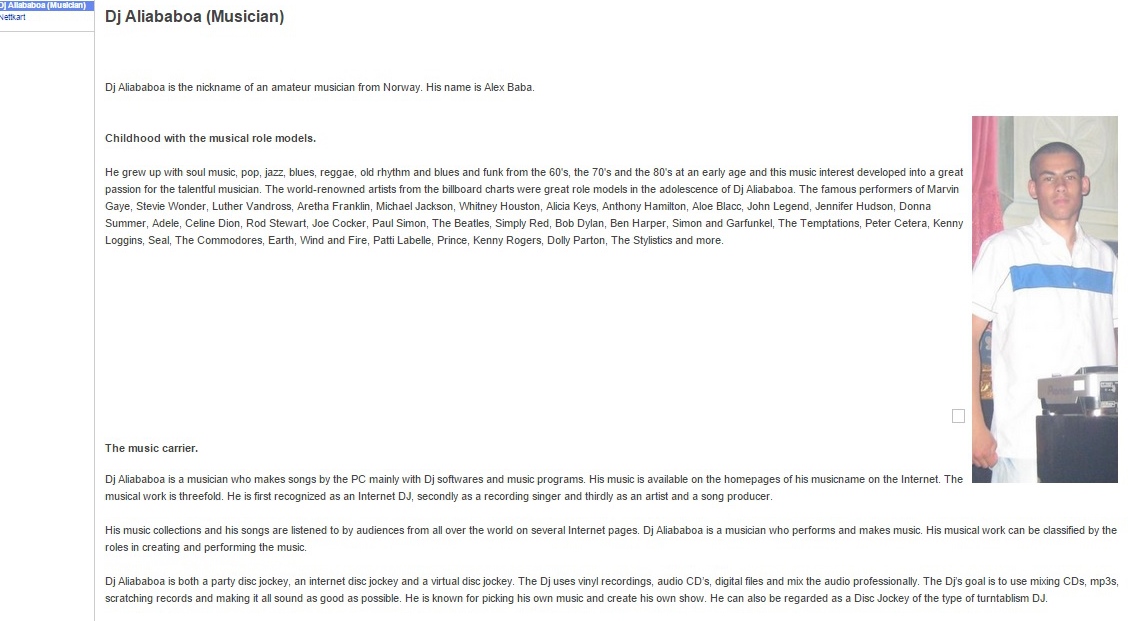 Dj Aliababoa (Musician)
Nettkart
Dj Aliababoa (Musician)
Dj Aliababoa is the nickname of an amateur musician from Norway. His name is Alex Baba.
Childhood with the musical role models.
He grew up with soul music, pop, jazz, blues, reggae, old rhythm and blues and funk from the 60's, the 70's and the 80's at an early age and this music interest developed into a great
passion for the talentful musician. The world-renowned artists from the billboard charts were great role models in the adolescence of Dj Aliababoa. The famous performers of Marvin
Gaye, Stevie Wonder, Luther Vandross, Aretha Franklin, Michael Jackson, Whitney Houston, Alicia Keys, Anthony Hamilton, Aloe Blacc, John Legend, Jennifer Hudson, Donna
Summer, Adele, Celine Dion, Rod Stewart, Joe Cocker, Paul Simon, The Beatles, Simply Red, Bob Dylan, Ben Harper, Simon and Garfunkel, The Temptations, Peter Cetera, Kenny
Loggins, Seal, The Commodores, Earth, Wind and Fire, Patti Labelle, Prince, Kenny Rogers, Dolly Parton, The Stylistics and more.
The music carrier.
Dj Aliababoa is a musician who makes songs by the PC mainly with Dj softwares and music programs. His music is available on the homepages of his musicname on the Internet. The
musical work is threefold. He is first recognized as an Internet DJ, secondly as a recording singer and thirdly as an artist and a song producer.
His music collections and his songs are listened to by audiences from all over the world on several Internet pages. Dj Aliababoa is a musician who performs and makes music. His musical work can be classified by the
roles in creating and performing the music.
Dj Aliababoa is both a party disc jockey, an internet disc jockey and a virtual disc jockey. The Dj uses vinyl recordings, audio CD's, digital files and mix the audio professionally. The Dj's goal is to use mixing CDs, mp3s,
scratching records and making it all sound as good as possible. He is known for picking his own music and create his own show. He can also be regarded as a Disc Jockey of the type of turntablism DJ.